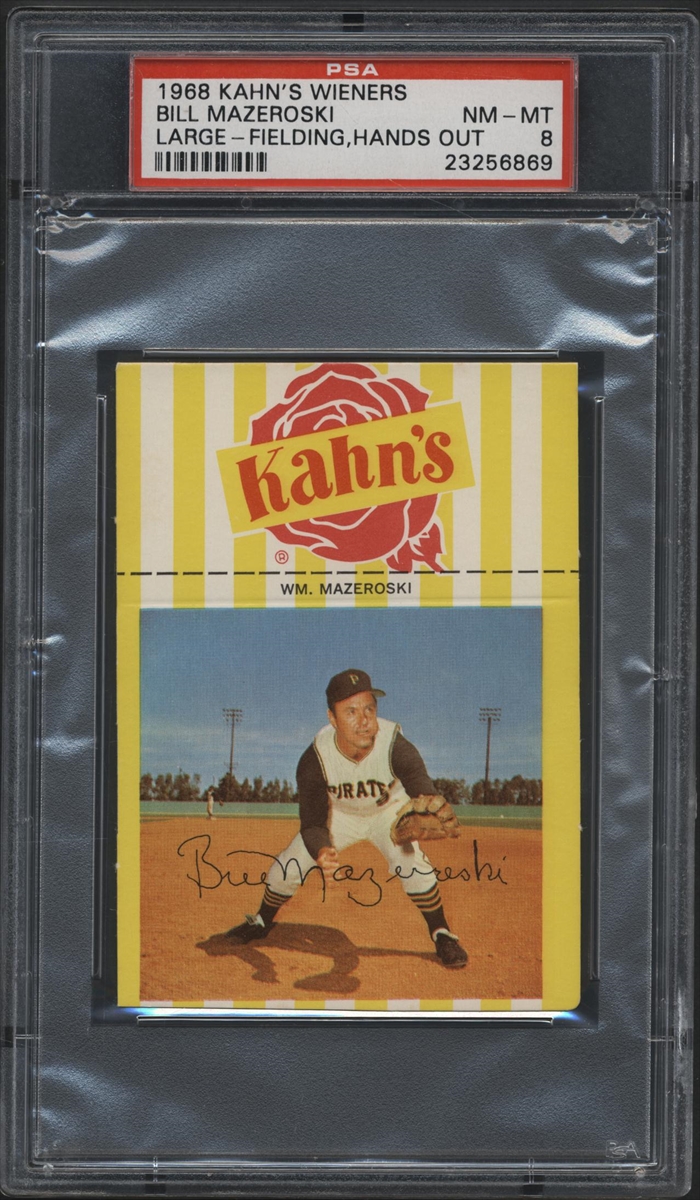 PSA
1968 KAHN'S WIENERS
BILL MAZEROSKI NM-MT
LARGE-FIELDING,HANDS OUT 8
23256869
Kahn's
®
WM. MAZEROSKI
P
PIRATES
Bill Mazeroski
PSA